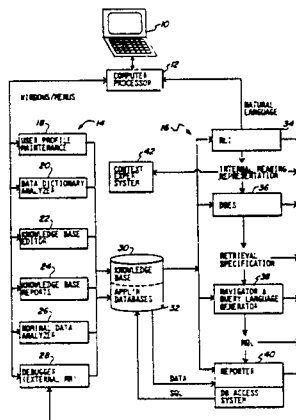 10
12
COMPUTER
PROCESSOR
WINDOWS/MENUS
NATURAL
LANGUAGE
18
14
16
34
USER PROFILE
MAINTENANCE
42
NLI
20
CONTEXT
EXPERT
SYSTEM
INTERNAL MEANING
REPRESENTATION
36
DATA DICTIONARY
ANALYZER
DBES
22
KNOWLEDGE BASE
EDITOR
30
RETRIEVAL
SPECIFICATION
38
24
KNOWLEDGE
BASE
KNOWLEDGE BASE
REPORTS
APPL'N
DATABASES
32
NAVIGATOR &
QUERY LANGUAGE
GENERATOR
26
NOMINAL DATA
ANALYZER
SQL
28
40
DEBUGGER
DATA
REPORTER
SQL
DB ACCESS
SYSTEM